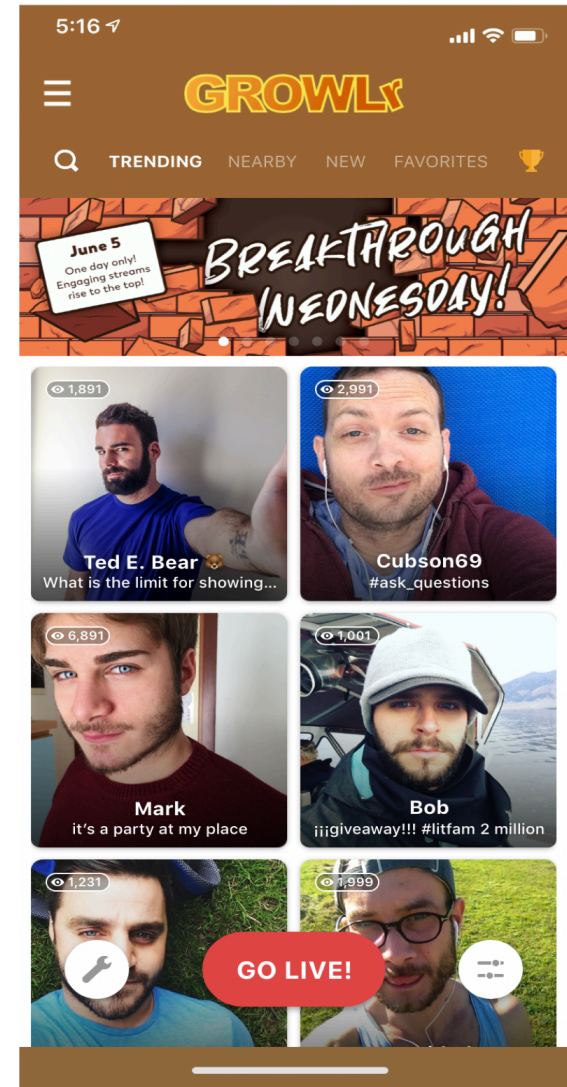 5:16
GROWLr
TRENDING NEARBY NEW FAVORITES
June 5
One day only!
Engaging streams
rise to the top!
BREAKTHROUGH
WEDNESDAY!
1,891
2,991
Ted E. Bear 🐻
Cubson69
What is the limit for showing...
#ask_questions
6,891
1,001
Mark
Bob
it's a party at my place
¡¡¡giveaway!!! #litfam 2 million
1,231
1,999
GO LIVE!